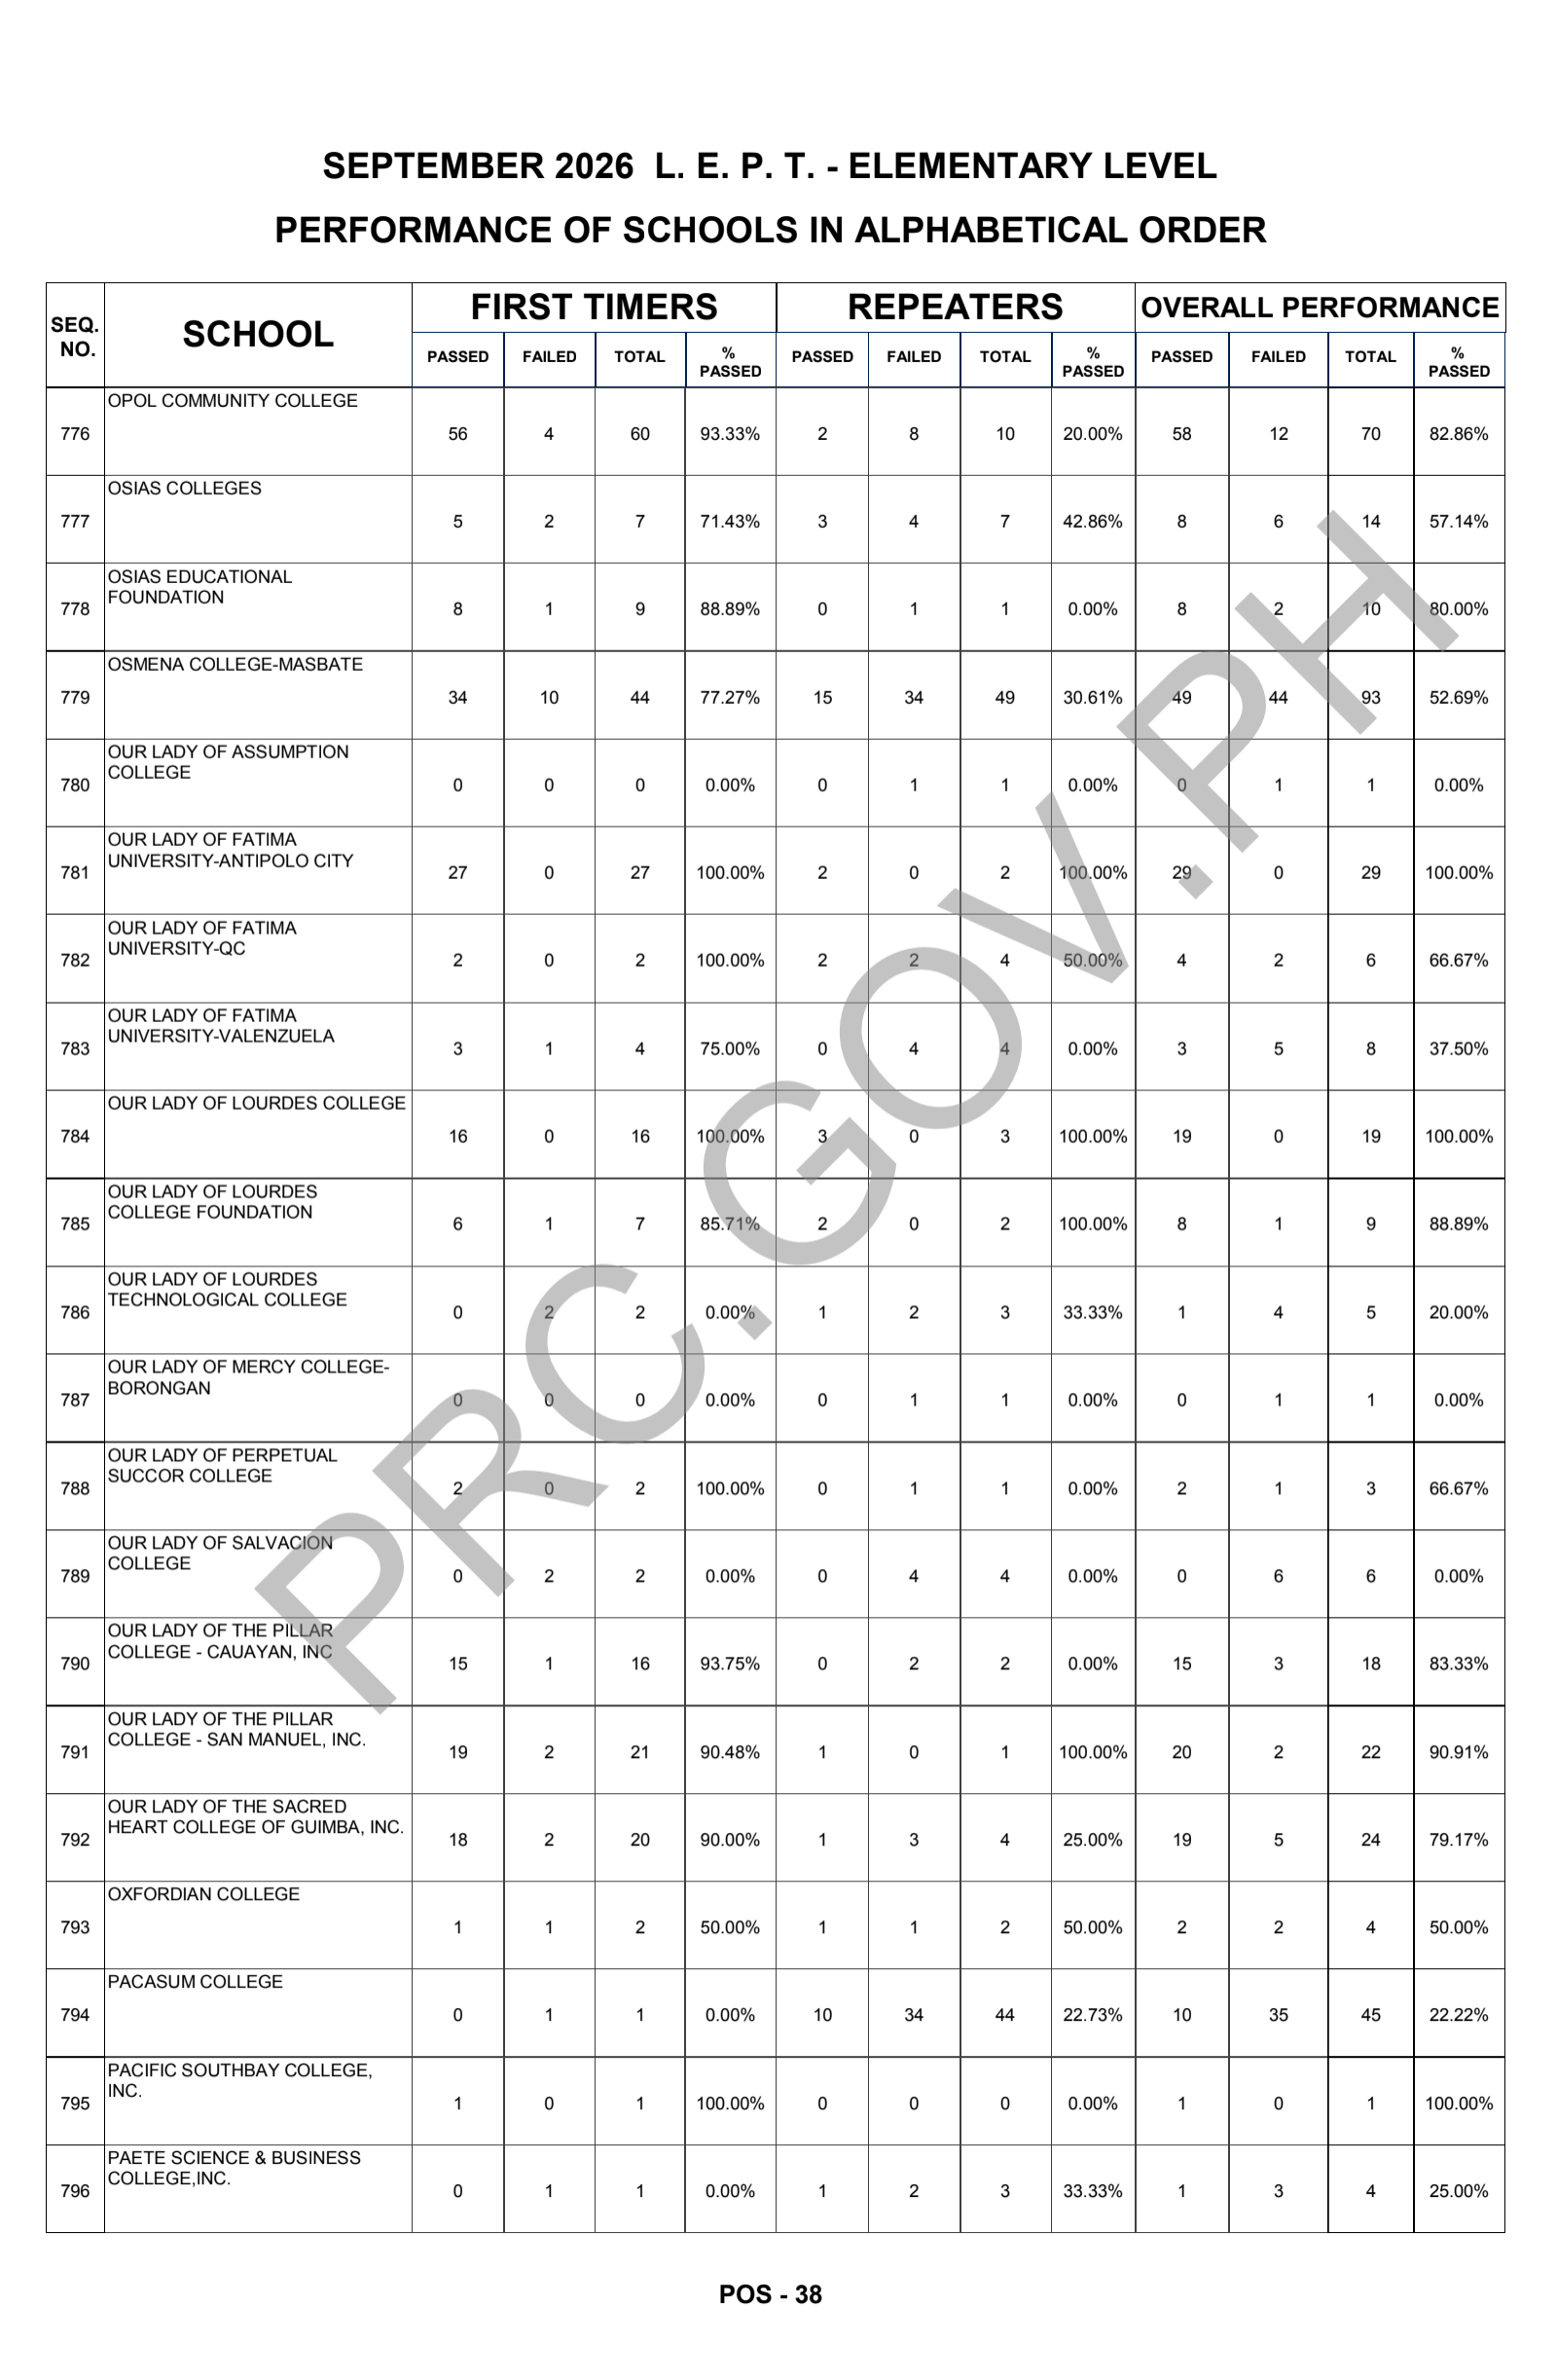 SEPTEMBER 2026 L. E. P. T. - ELEMENTARY LEVEL
PERFORMANCE OF SCHOOLS IN ALPHABETICAL ORDER
SEQ. NO. SCHOOL FIRST TIMERS REPEATERS OVERALL PERFORMANCE
PASSED FAILED TOTAL % PASSED PASSED FAILED TOTAL % PASSED PASSED FAILED TOTAL % PASSED
OPOL COMMUNITY COLLEGE
776 56 4 60 93.33% 2 8 10 20.00% 58 12 70 82.86%
OSIAS COLLEGES
777 5 2 7 71.43% 3 4 7 42.86% 8 6 14 57.14%
OSIAS EDUCATIONAL
FOUNDATION
778 8 1 9 88.89% 0 1 1 0.00% 8 2 10 80.00%
OSMENA COLLEGE-MASBATE
779 34 10 44 77.27% 15 34 49 30.61% 49 44 93 52.69%
OUR LADY OF ASSUMPTION
COLLEGE
780 0 0 0 0.00% 0 1 1 0.00% 0 1 1 0.00%
OUR LADY OF FATIMA
UNIVERSITY-ANTIPOLO CITY
781 27 0 27 100.00% 2 0 2 100.00% 29 0 29 100.00%
OUR LADY OF FATIMA
UNIVERSITY-QC
782 2 0 2 100.00% 2 2 4 50.00% 4 2 6 66.67%
OUR LADY OF FATIMA
UNIVERSITY-VALENZUELA
783 3 1 4 75.00% 0 4 4 0.00% 3 5 8 37.50%
OUR LADY OF LOURDES COLLEGE
784 16 0 16 100.00% 3 0 3 100.00% 19 0 19 100.00%
OUR LADY OF LOURDES
COLLEGE FOUNDATION
785 6 1 7 85.71% 2 0 2 100.00% 8 1 9 88.89%
OUR LADY OF LOURDES
TECHNOLOGICAL COLLEGE
786 0 2 2 0.00% 1 2 3 33.33% 1 4 5 20.00%
OUR LADY OF MERCY COLLEGE-
BORONGAN
787 0 0 0 0.00% 0 1 1 0.00% 0 1 1 0.00%
OUR LADY OF PERPETUAL
SUCCOR COLLEGE
788 2 0 2 100.00% 0 1 1 0.00% 2 1 3 66.67%
OUR LADY OF SALVACION
COLLEGE
789 0 2 2 0.00% 0 4 4 0.00% 0 6 6 0.00%
OUR LADY OF THE PILLAR
COLLEGE - CAUAYAN, INC
790 15 1 16 93.75% 0 2 2 0.00% 15 3 18 83.33%
OUR LADY OF THE PILLAR
COLLEGE - SAN MANUEL, INC.
791 19 2 21 90.48% 1 0 1 100.00% 20 2 22 90.91%
OUR LADY OF THE SACRED
HEART COLLEGE OF GUIMBA, INC.
792 18 2 20 90.00% 1 3 4 25.00% 19 5 24 79.17%
OXFORDIAN COLLEGE
793 1 1 2 50.00% 1 1 2 50.00% 2 2 4 50.00%
PACASUM COLLEGE
794 0 1 1 0.00% 10 34 44 22.73% 10 35 45 22.22%
PACIFIC SOUTHBAY COLLEGE,
INC.
795 1 0 1 100.00% 0 0 0 0.00% 1 0 1 100.00%
PAETE SCIENCE & BUSINESS
COLLEGE,INC.
796 0 1 1 0.00% 1 2 3 33.33% 1 3 4 25.00%
PRC.GOV.PH
POS - 38